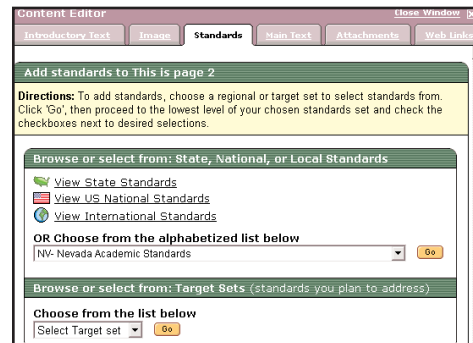 Content Editor Close Window
Introductory Text Image Standards Main Text Attachments Web Links
Add standards to This is page 2
Directions: To add standards, choose a regional or target set to select standards from.
Click 'Go', then proceed to the lowest level of your chosen standards set and check the
checkboxes next to desired selections.
Browse or select from: State, National, or Local Standards
View State Standards
View US National Standards
View International Standards
OR Choose from the alphabetized list below
NV- Nevada Academic Standards Go
Browse or select from: Target Sets (standards you plan to address)
Choose from the list below
Select Target set Go